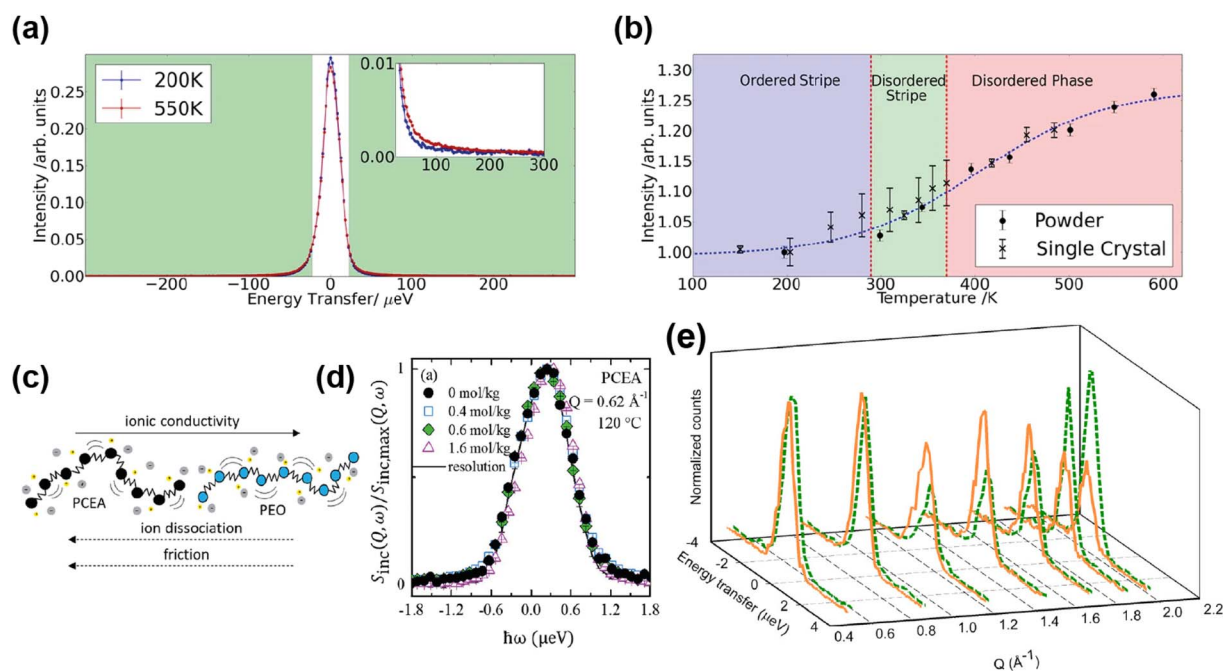 (a)
Intensity /arb. units
0.25
0.20
0.15
0.10
0.05
0.00
200K
550K
0.01
0.00
100
200
300
−200
−100
0
100
200
Energy Transfer/ μeV
(b)
Intensity /arb. units
1.30
1.25
1.20
1.15
1.10
1.05
1.00
Ordered Stripe
Disordered
Stripe
Disordered Phase
Powder
Single Crystal
100
200
300
400
500
600
Temperature /K
(c)
ionic conductivity
PCEA
PEO
ion dissociation
friction
(d)
Sinc(Q, ω)/Sinc,max(Q, ω)
1
0
(a)
0 mol/kg
0.4 mol/kg
0.6 mol/kg
1.6 mol/kg
resolution
PCEA
Q = 0.62 Å-1
120 °C
-1.8
-0.6
0.0
0.6
1.8
ħω (μeV)
(e)
Normalized counts
-4
-2
0
2
4
Energy transfer (μeV)
0.4
0.6
0.8
1.0
1.2
1.4
1.6
1.8
2.0
2.2
Q (Å-1)